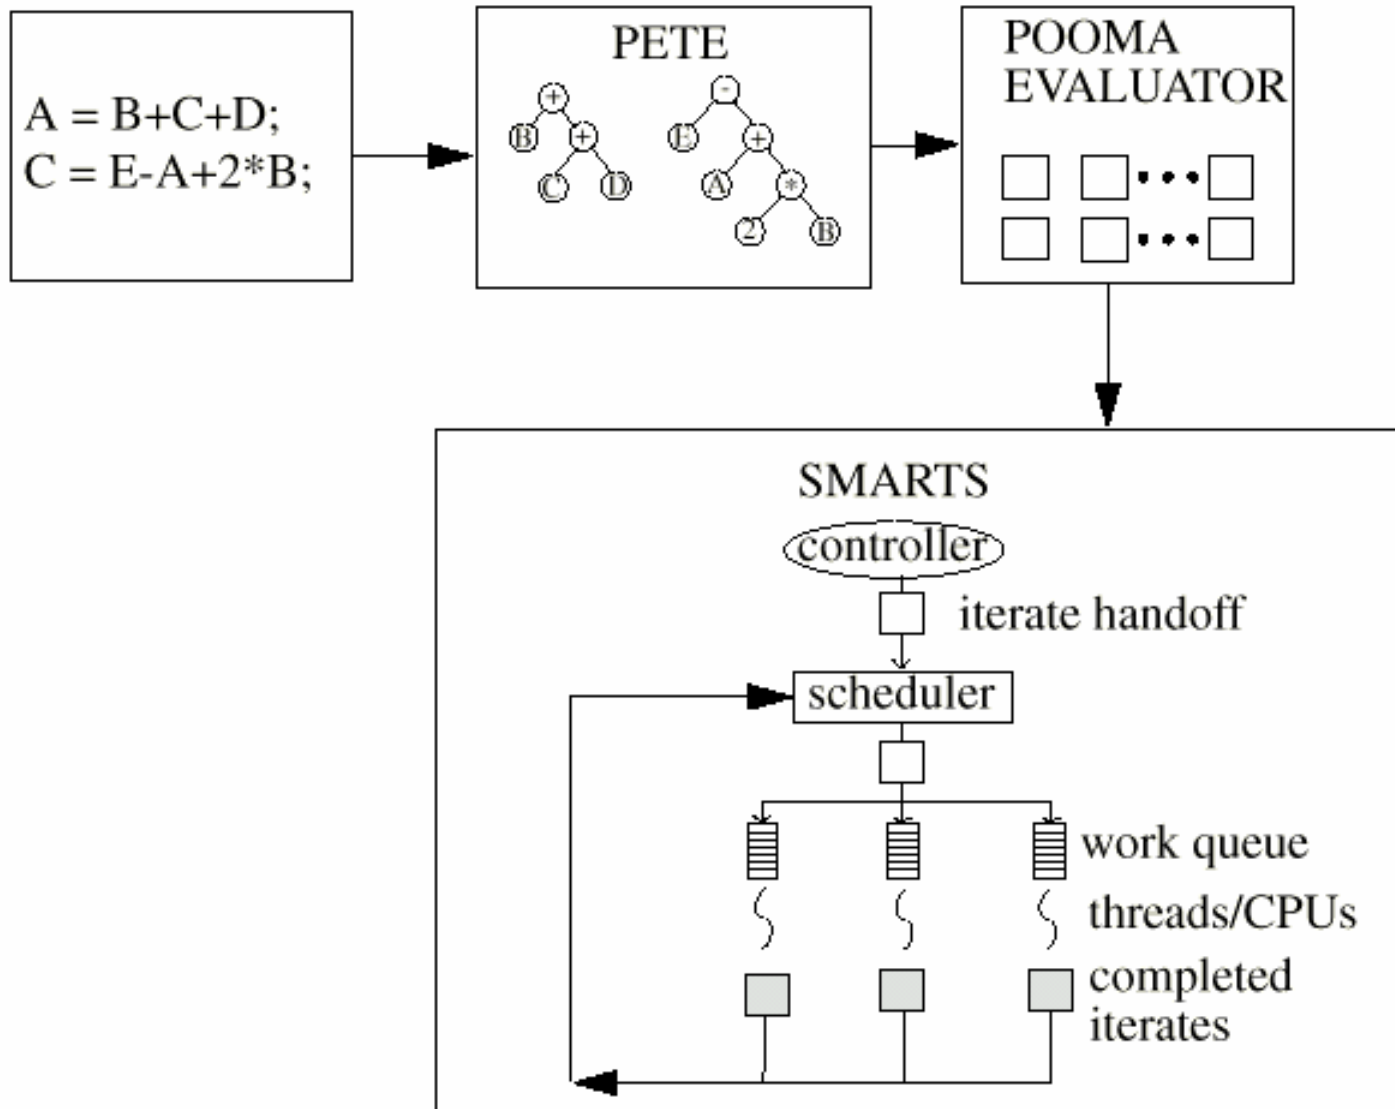 A = B+C+D;
C = E-A+2*B;
PETE
+
B
+
C
D
-
E
+
A
*
2
B
POOMA
EVALUATOR
SMARTS
controller
iterate handoff
scheduler
work queue
threads/CPUs
completed
iterates